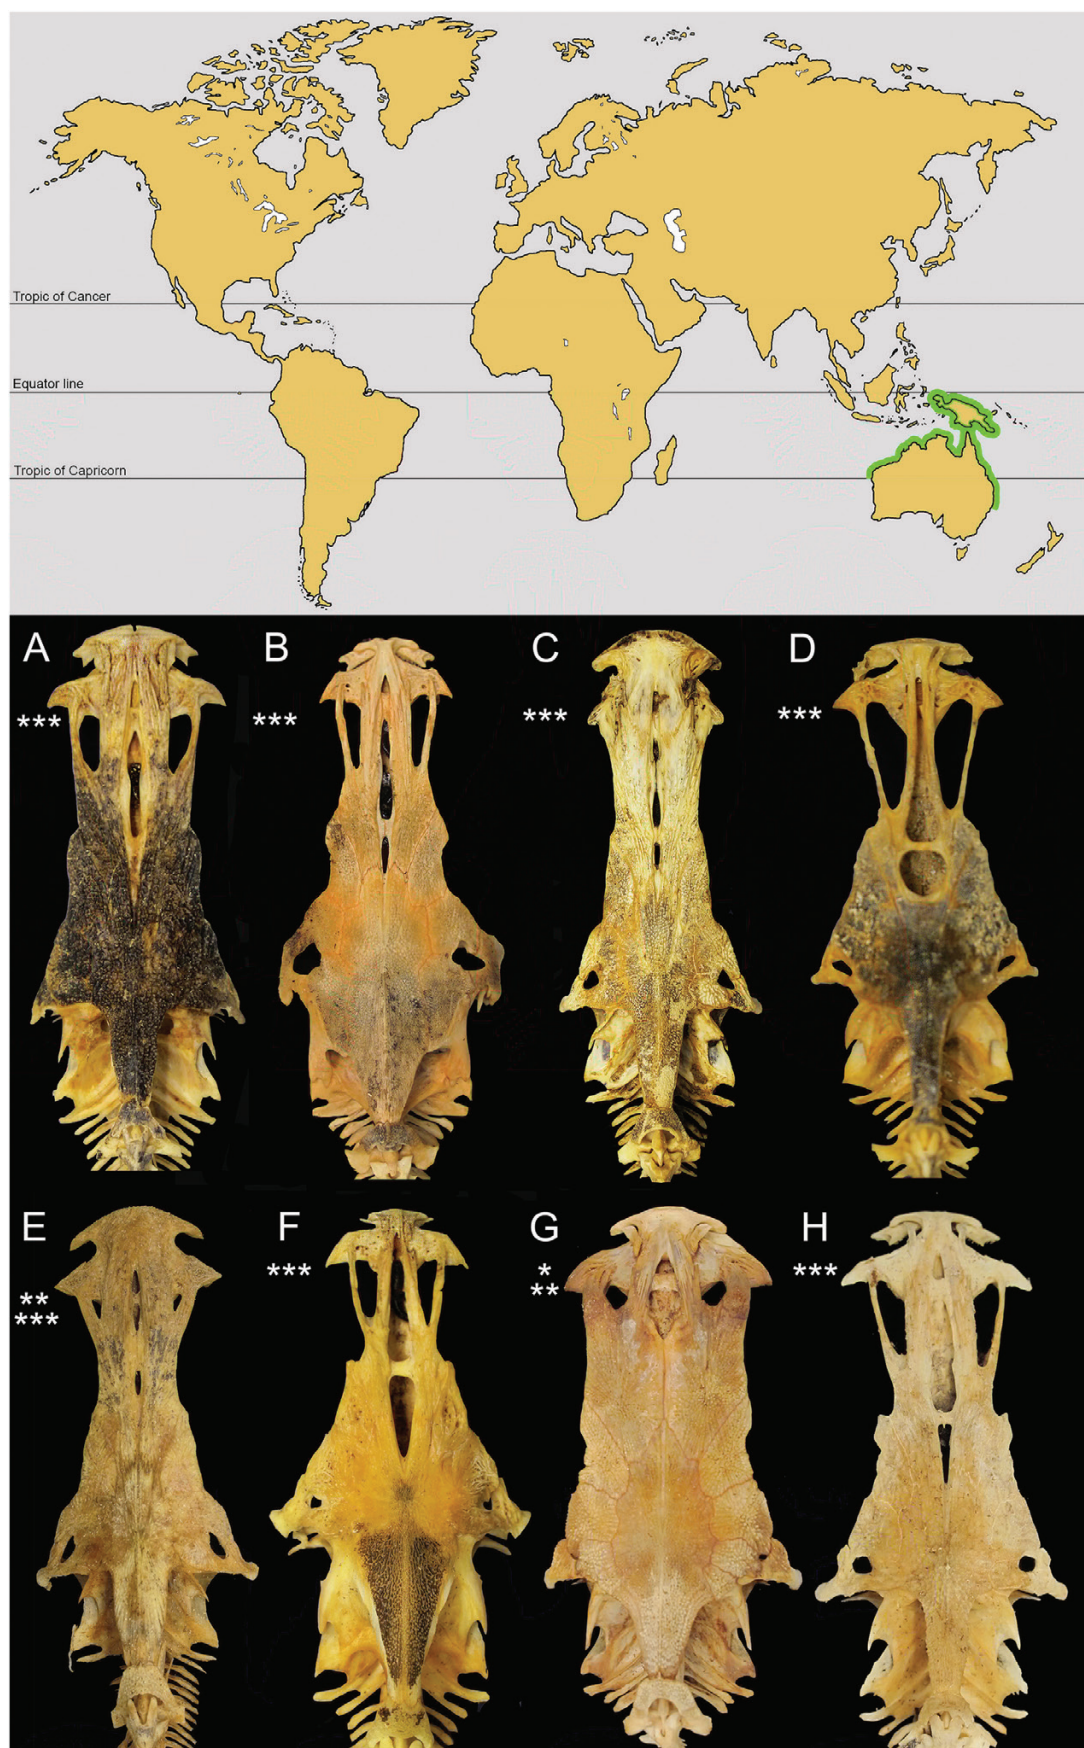 Tropic of Cancer
Equator line
Tropic of Capricorn
A
B
C
D
***
***
***
***
E
F
G
H
**
***
***
*
**
***